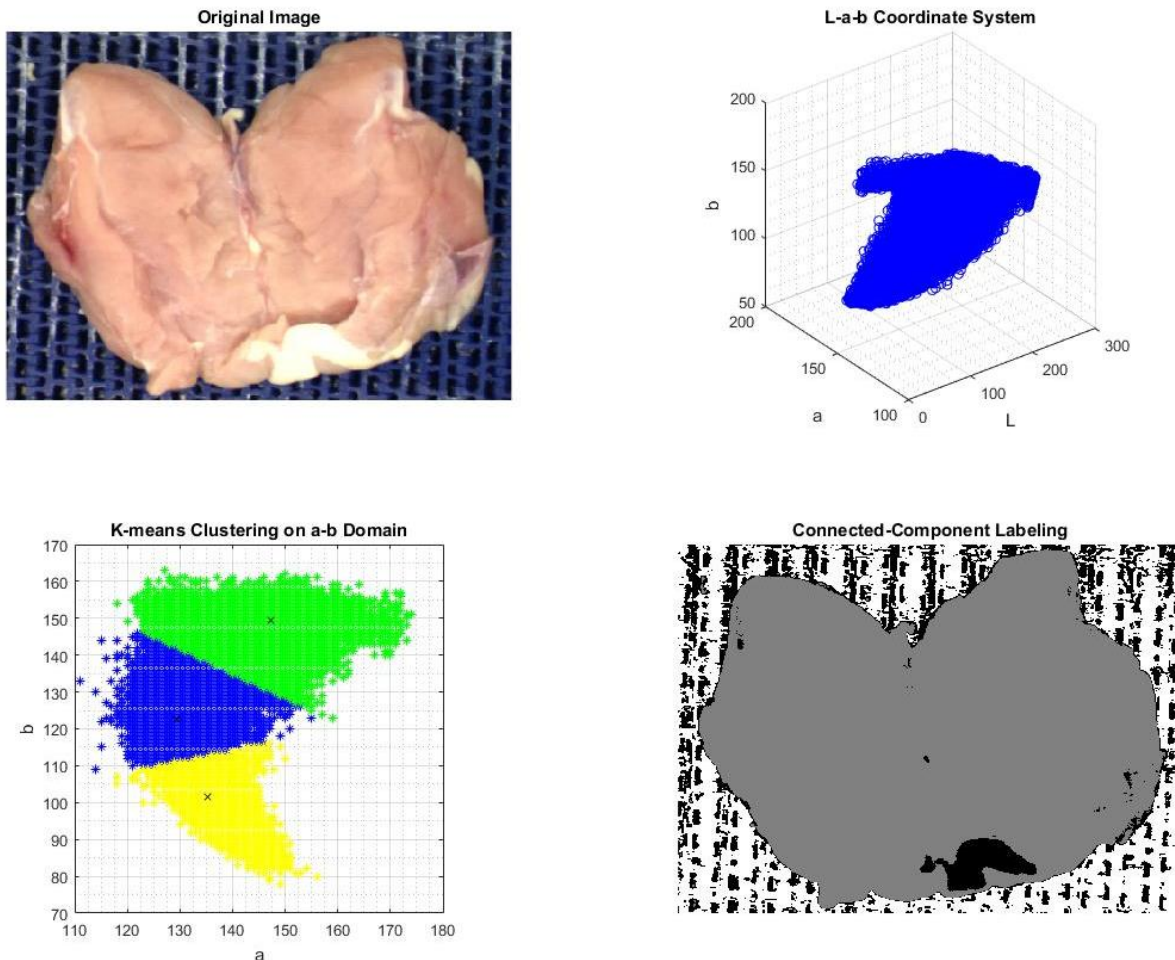 Original Image
L-a-b Coordinate System
200
150
100
50
b
200
150
100
a
0
100
200
300
L
K-means Clustering on a-b Domain
170
160
150
140
130
120
110
100
90
80
70
b
110 120 130 140 150 160 170 180
a
Connected-Component Labeling